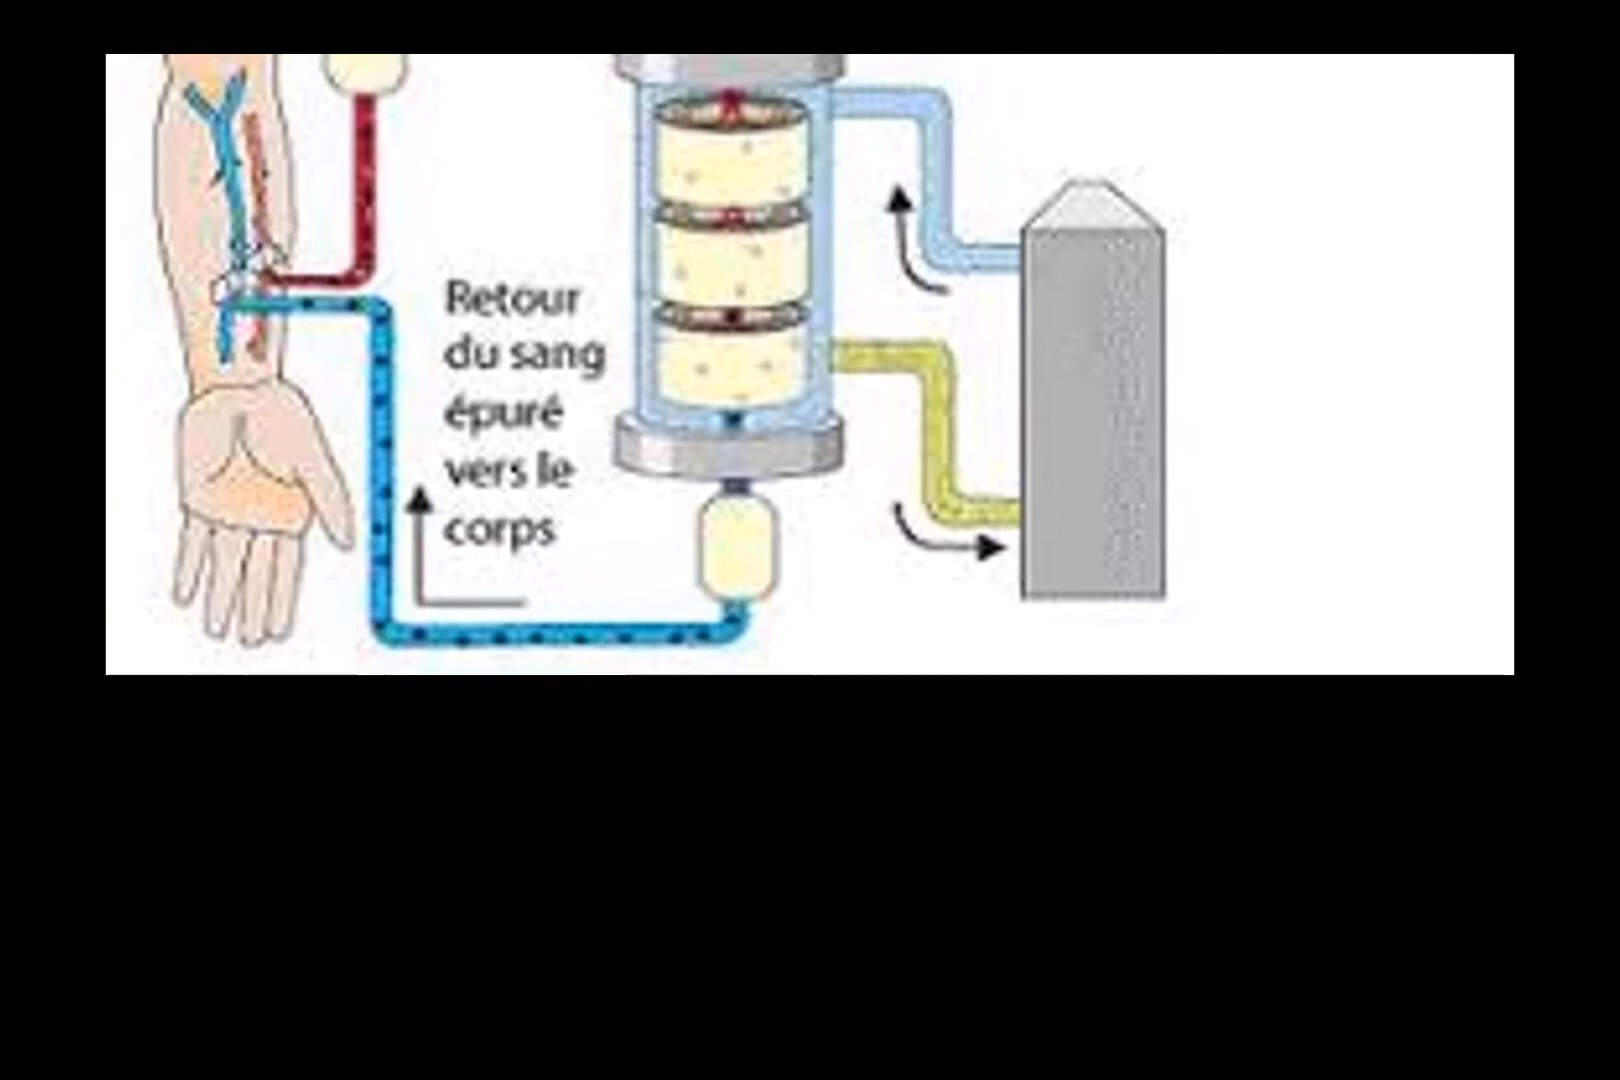 Retour
du sang
épuré
vers le
corps